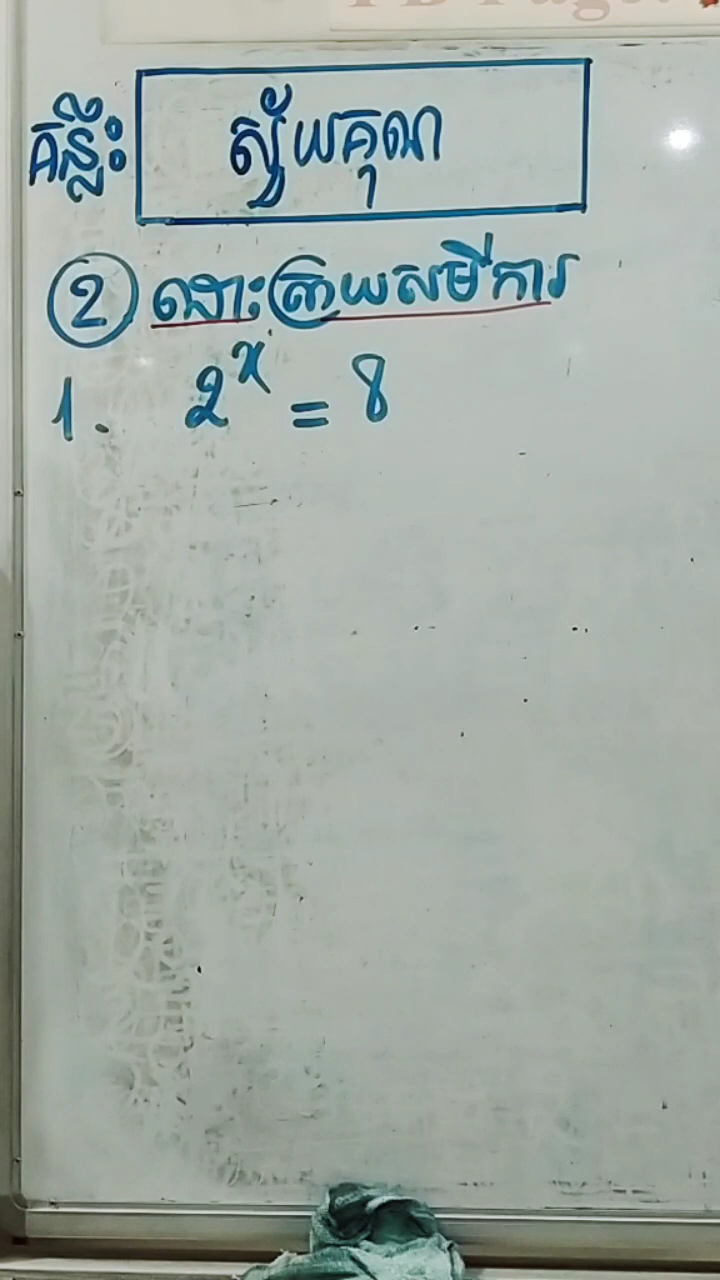 គន្លឹះ ស្វ័យគុណ
② ដោះស្រាយសមីការ
1. 2ˣ = 8